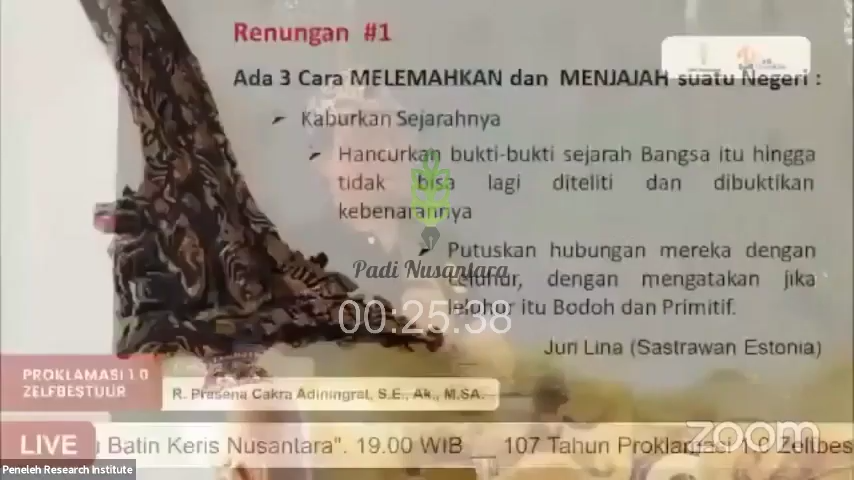 Renungan #1
Ada 3 Cara MELEMAHKAN dan MENJAJAH suatu Negeri :
Kaburkan Sejarahnya
Hancurkan bukti-bukti sejarah Bangsa itu hingga
tidak bisa lagi diteliti dan dibuktikan
kebenarannya
Putuskan hubungan mereka dengan
Leluhur, dengan mengatakan jika
leluhur itu Bodoh dan Primitif.
Juri Lina (Sastrawan Estonia)
Padi Nusantara
00:25.38
PROKLAMASI 1.0
ZELFBESTUUR
R. Prasena Cakra Adiningrat, S.E., Ak., M.SA.
zoom
LIVE Batin Keris Nusantara". 19.00 WIB 107 Tahun Proklamasi 1.0 Zelfbes
Peneleh Research Institute